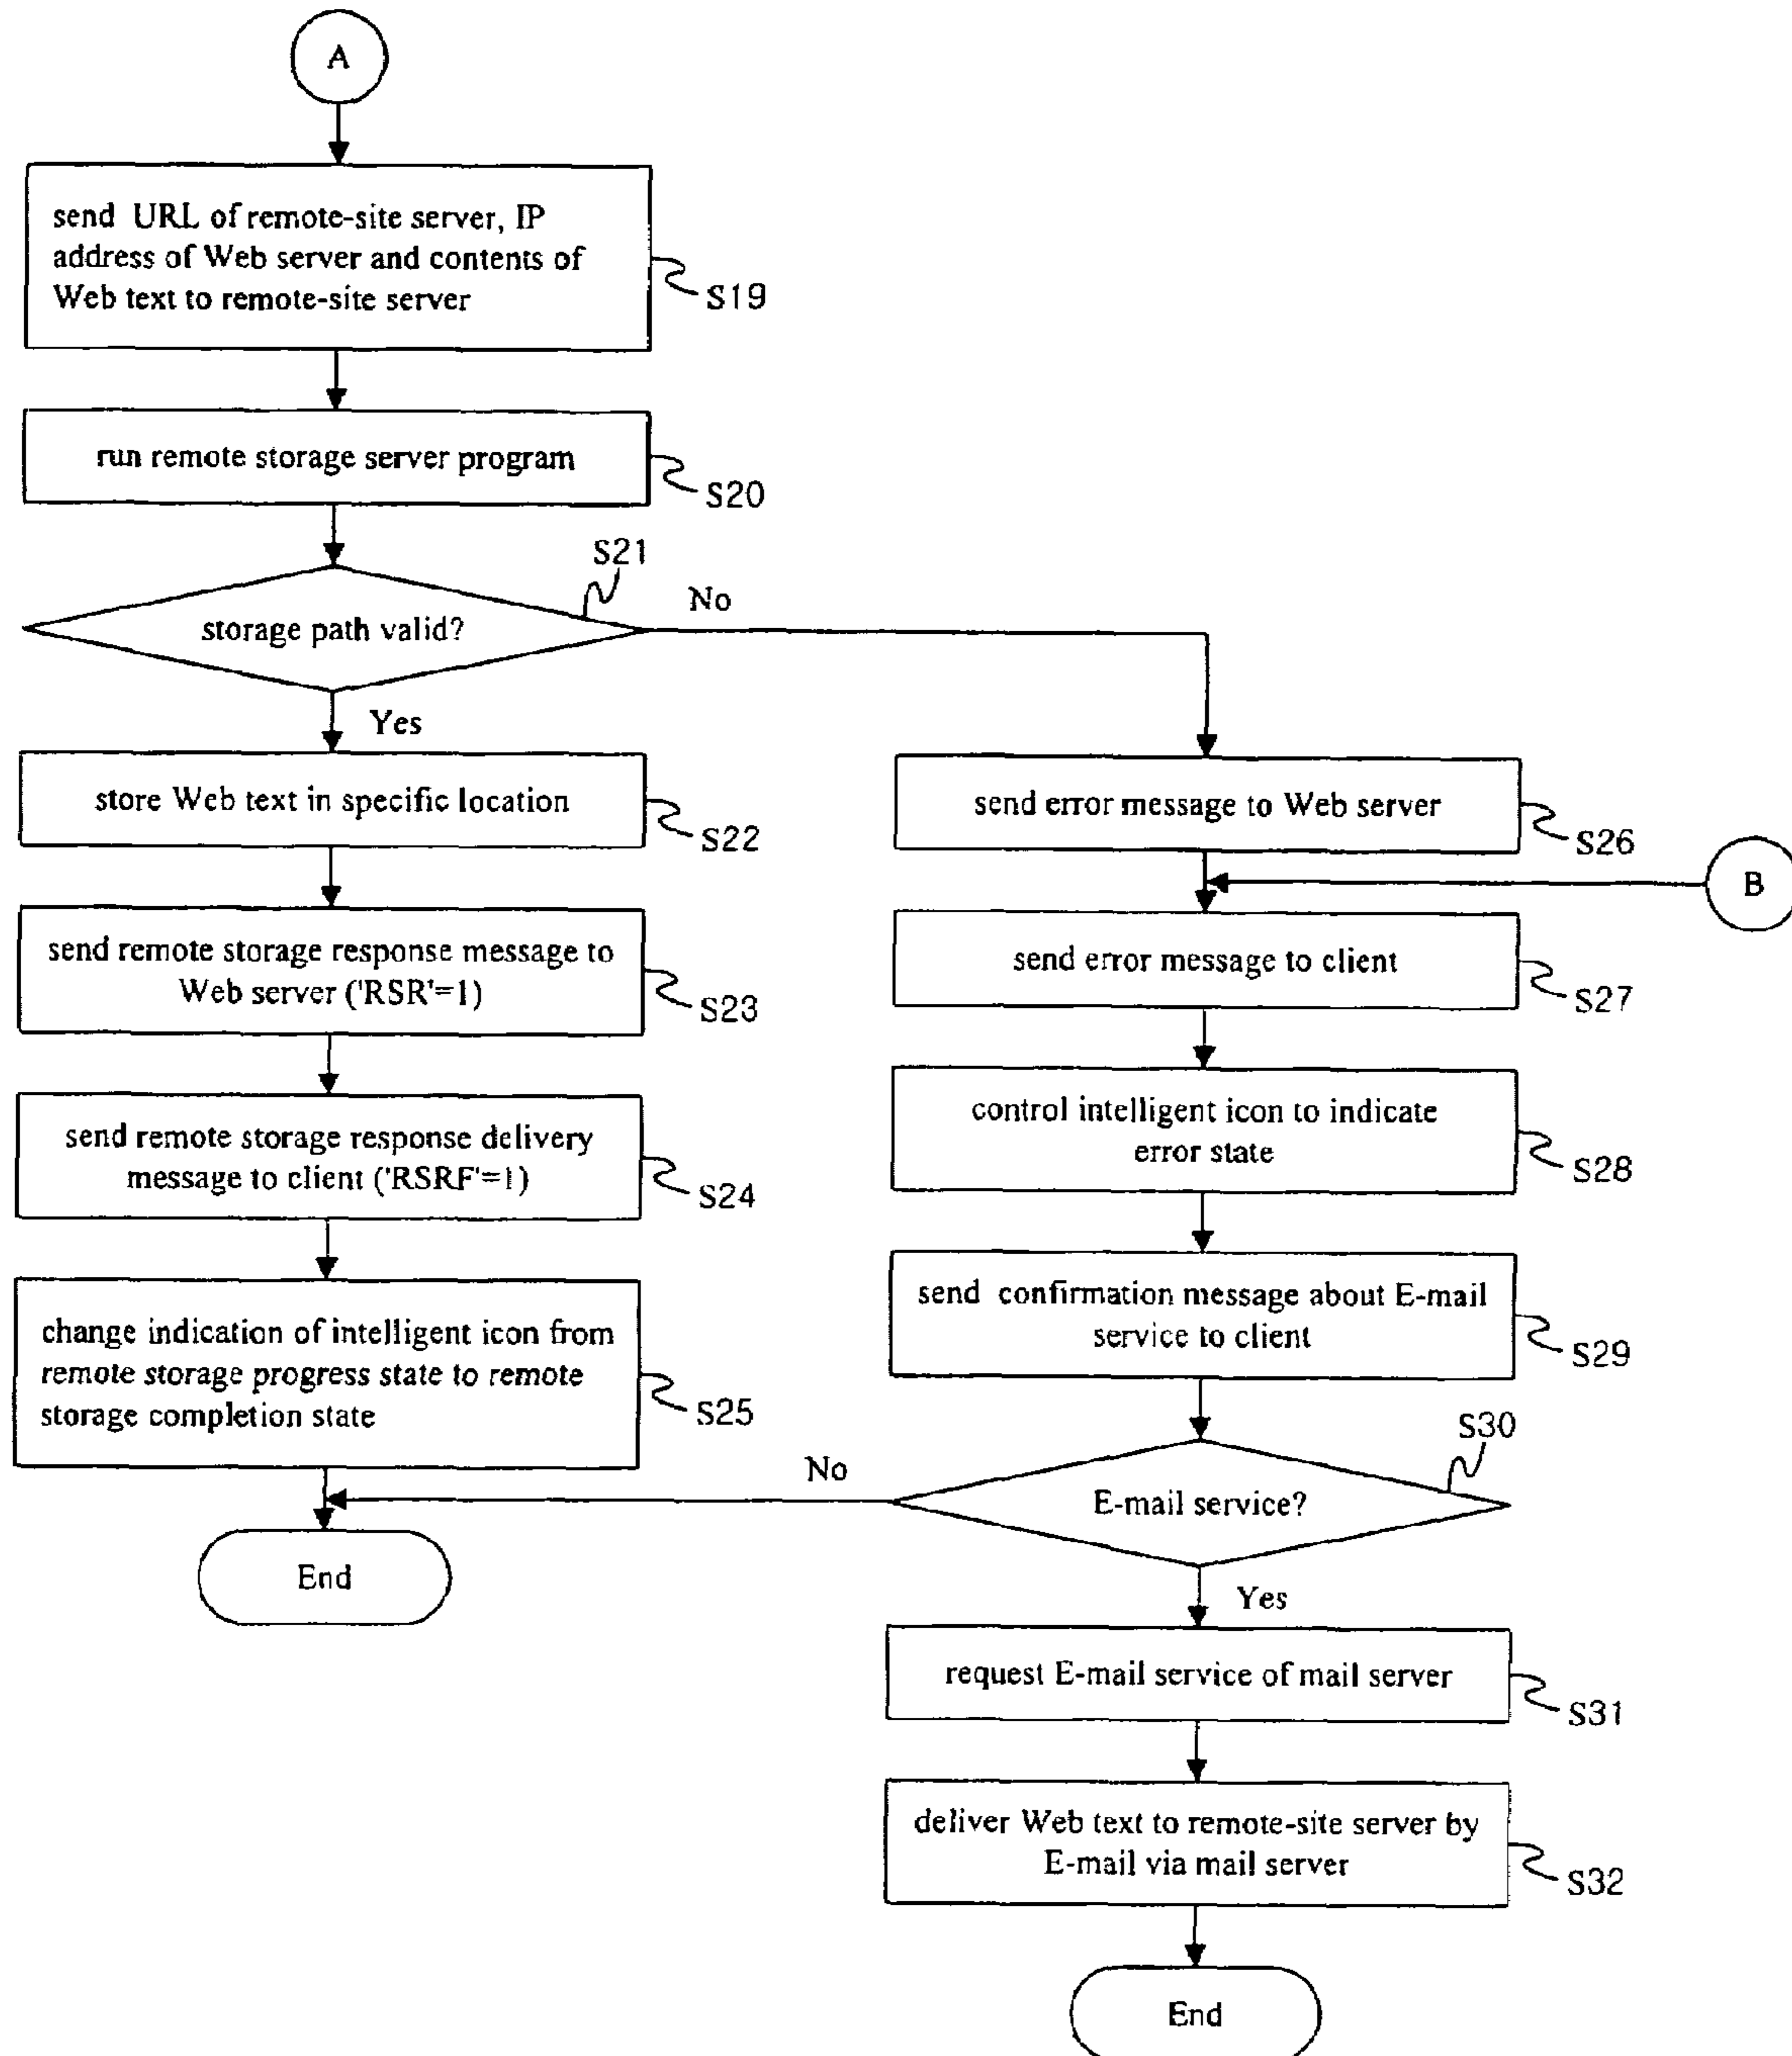 A
send URL of remote-site server, IP
address of Web server and contents of
Web text to remote-site server
S19
run remote storage server program
S20
S21
storage path valid?
No
Yes
store Web text in specific location
S22
send remote storage response message to
Web server ('RSR'=1)
S23
send remote storage response delivery
message to client ('RSRF'=1)
S24
change indication of intelligent icon from
remote storage progress state to remote
storage completion state
S25
End
send error message to Web server
S26
B
send error message to client
S27
control intelligent icon to indicate
error state
S28
send confirmation message about E-mail
service to client
S29
S30
E-mail service?
No
Yes
request E-mail service of mail server
S31
deliver Web text to remote-site server by
E-mail via mail server
S32
End